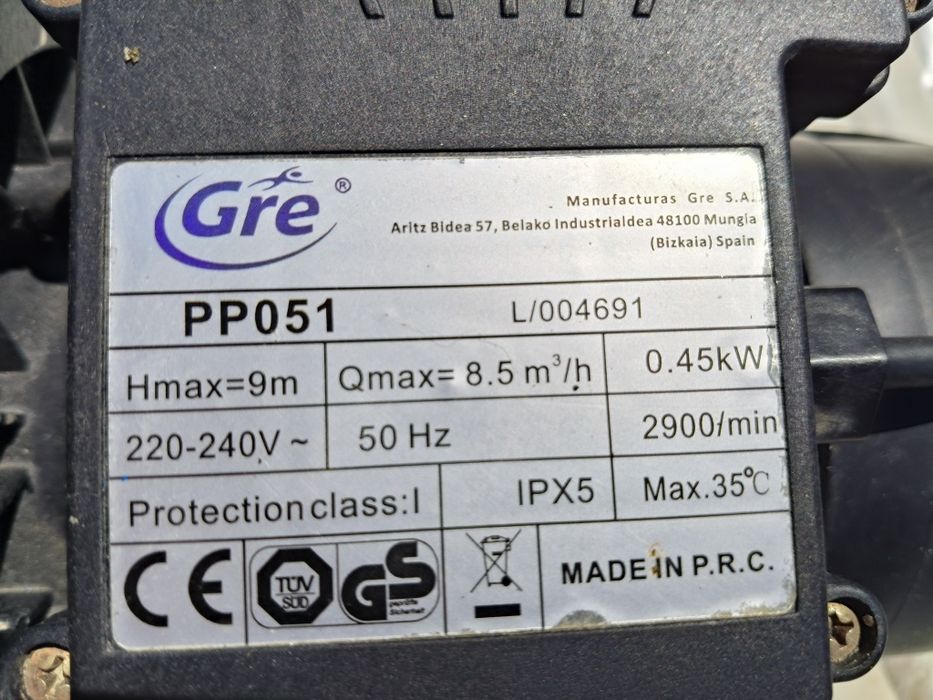 Gre ®
Manufacturas Gre S.A.
Aritz Bidea 57, Belako Industrialdea 48100 Mungia
(Bizkaia) Spain
PP051 L/004691
Hmax=9m Qmax= 8.5 m³/h 0.45kW
220-240V ~ 50 Hz 2900/min
Protection class:I IPX5 Max.35°C
CE TÜV SÜD GS geprüfte Sicherheit MADE IN P.R.C.